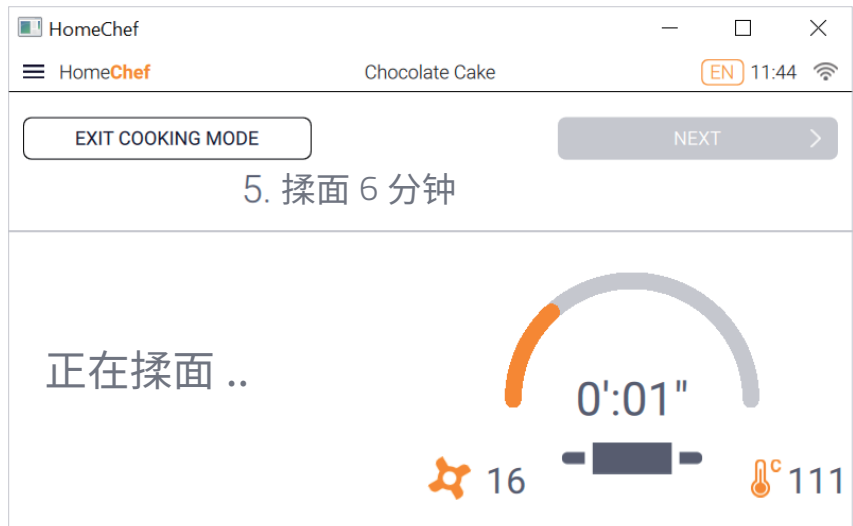 HomeChef
HomeChef Chocolate Cake EN 11:44
EXIT COOKING MODE NEXT
5. 揉面 6 分钟
正在揉面 ..
0':01"
16 C 111